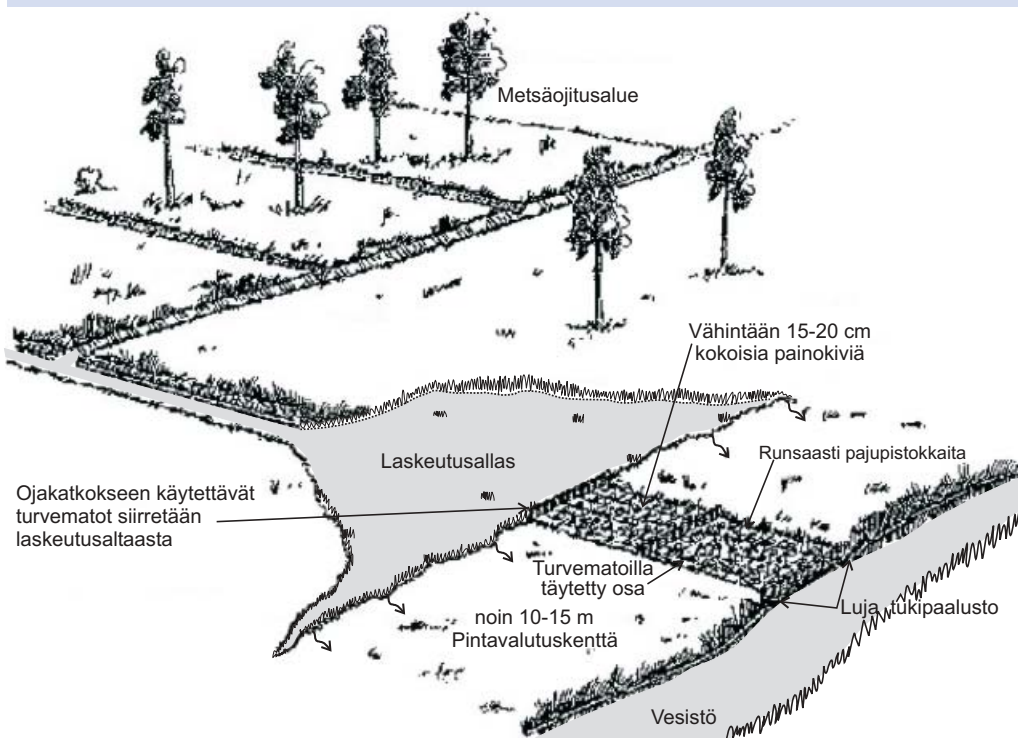 Metsäojitusalue
Vähintään 15-20 cm
kokoisia painokiviä
Laskeutusallas
Runsaasti pajupistokkaita
Ojakatkokseen käytettävät
turvematot siirretään
laskeutusaltaasta
Turvematoilla
täytetty osa
noin 10-15 m
Pintavalutuskenttä
Luja tukipaalusto
Vesistö